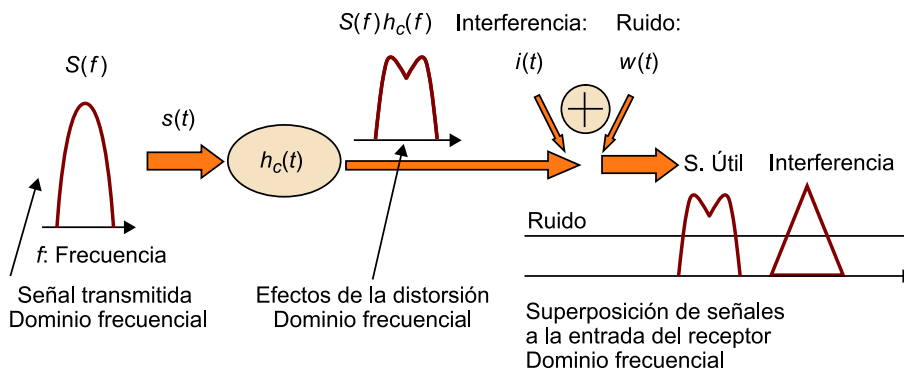 S(f)h_c(f)
Interferencia:
Ruido:
i(t)
w(t)
S(f)
s(t)
h_c(t)
S. Útil
Interferencia
Ruido
f: Frecuencia
Señal transmitida
Dominio frecuencial
Efectos de la distorsión
Dominio frecuencial
Superposición de señales
a la entrada del receptor
Dominio frecuencial